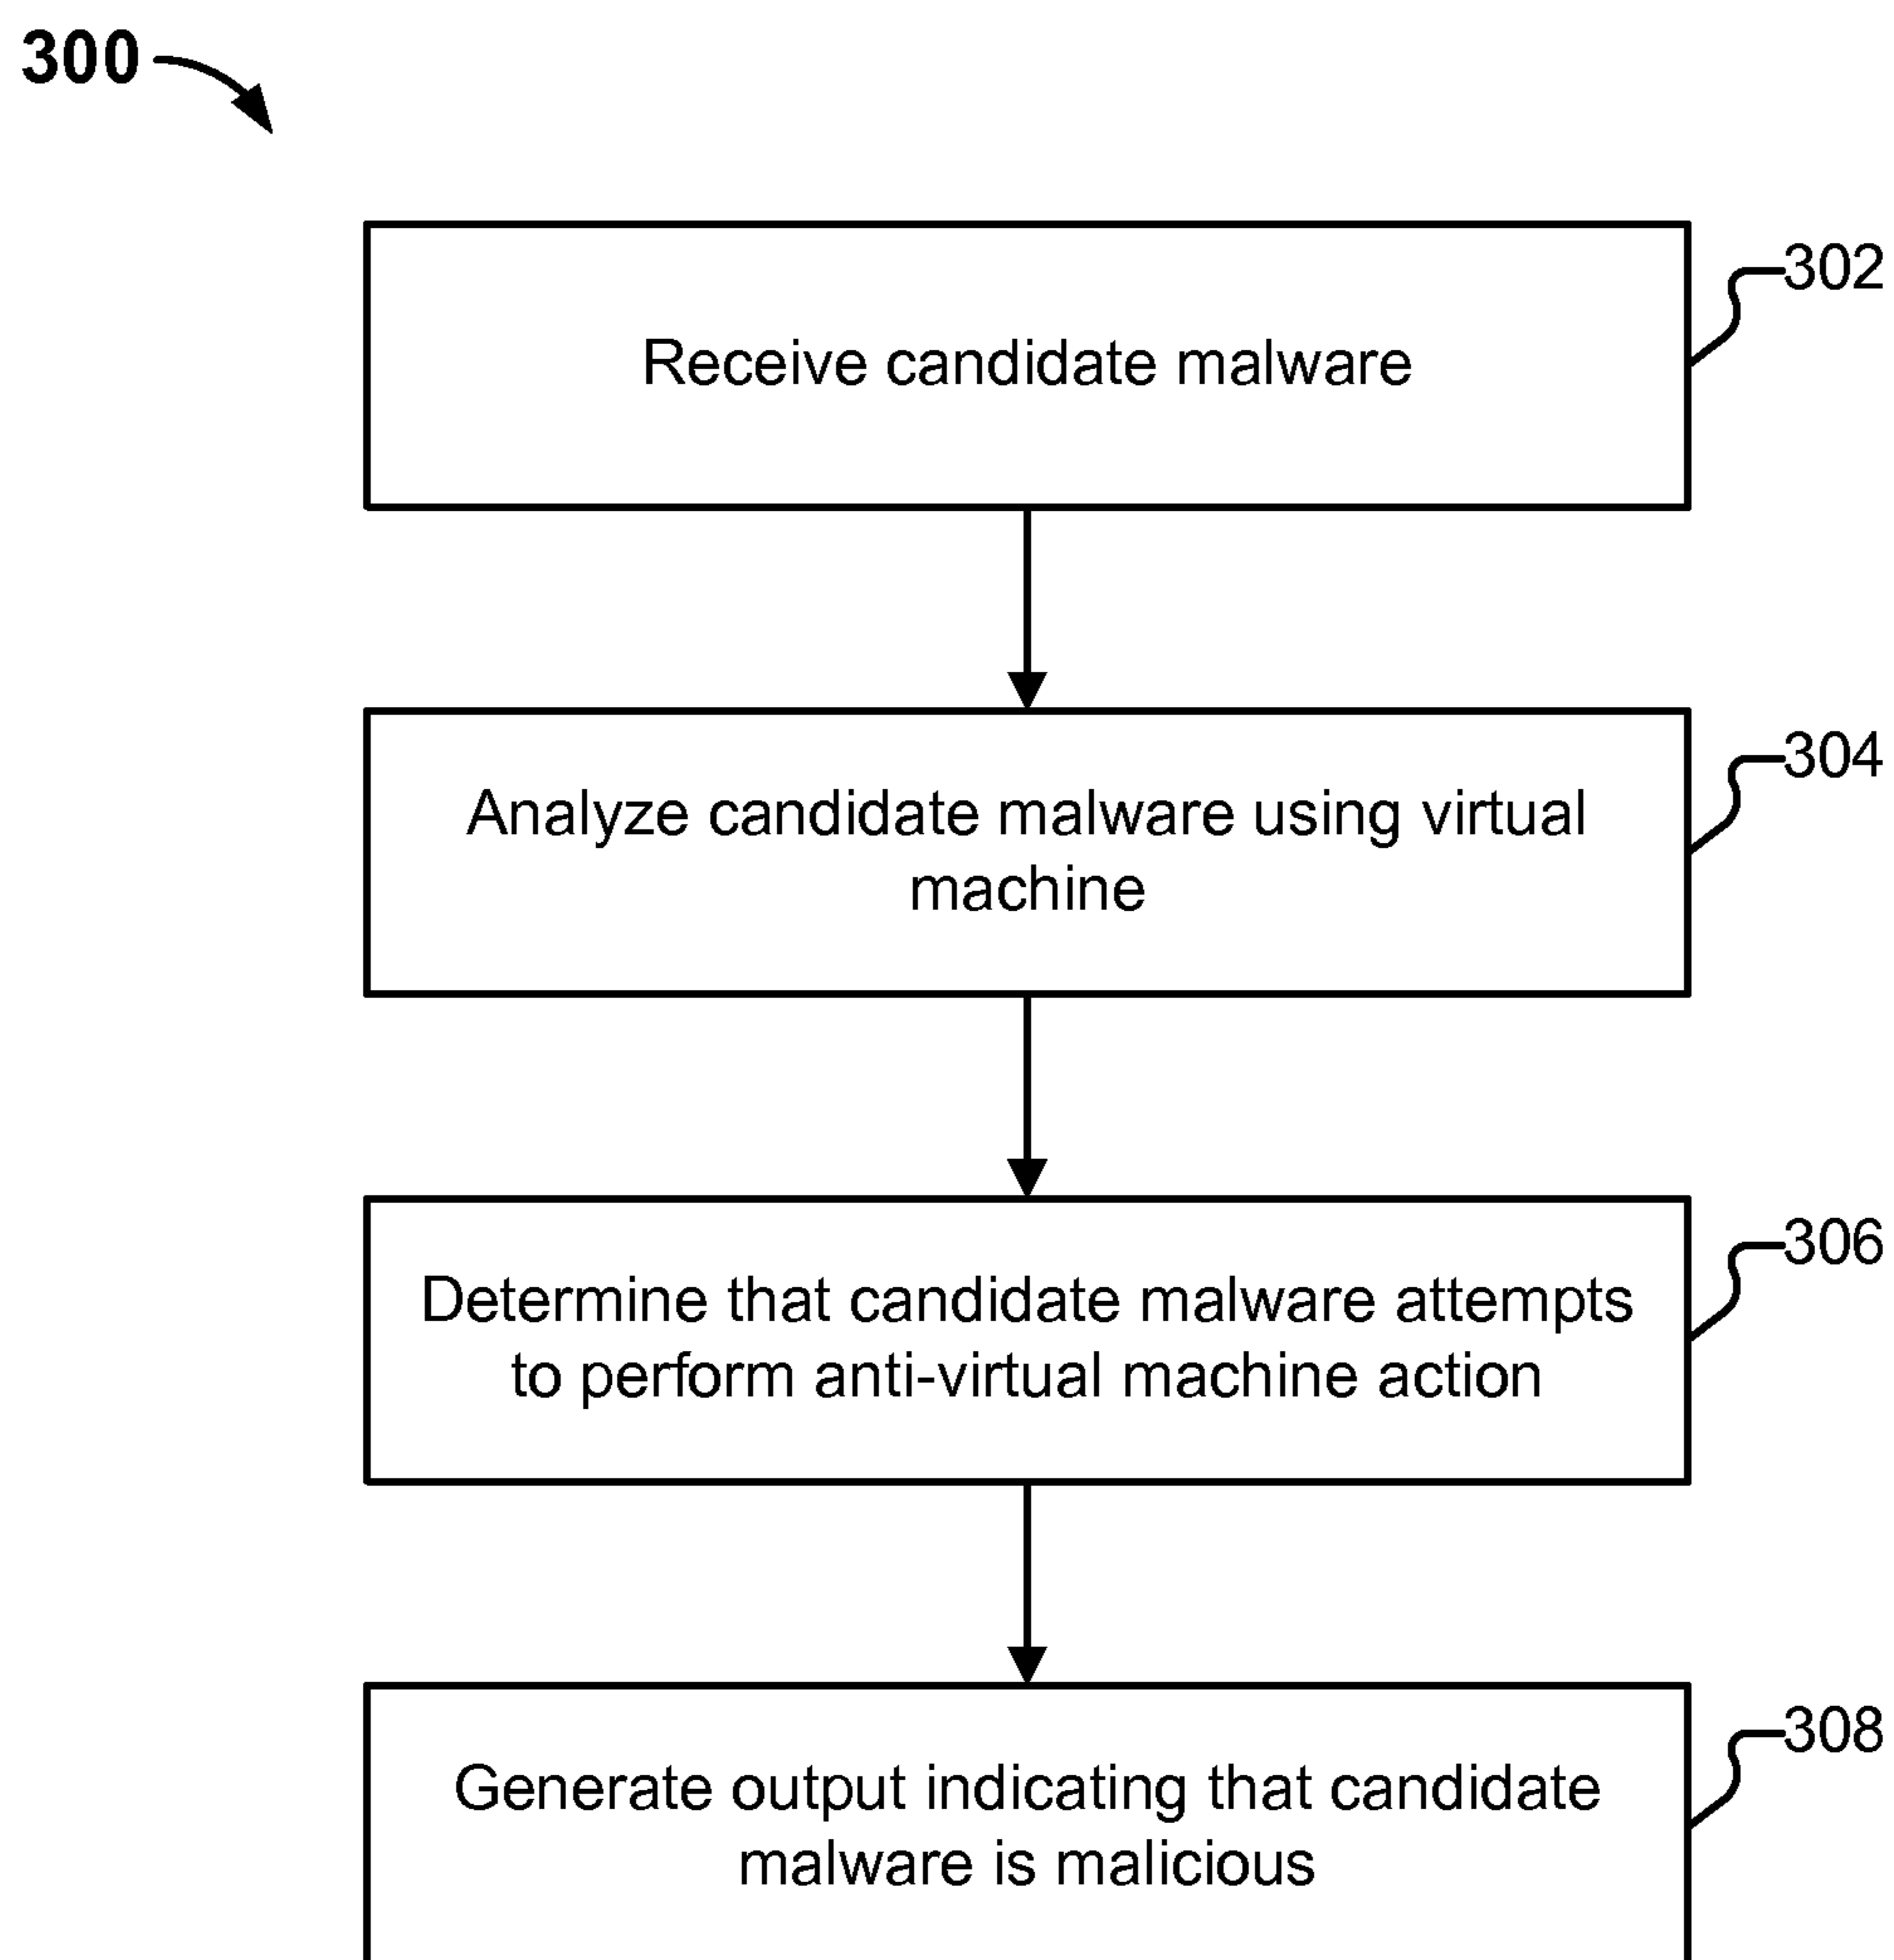 300
302
Receive candidate malware
304
Analyze candidate malware using virtual
machine
306
Determine that candidate malware attempts
to perform anti-virtual machine action
308
Generate output indicating that candidate
malware is malicious